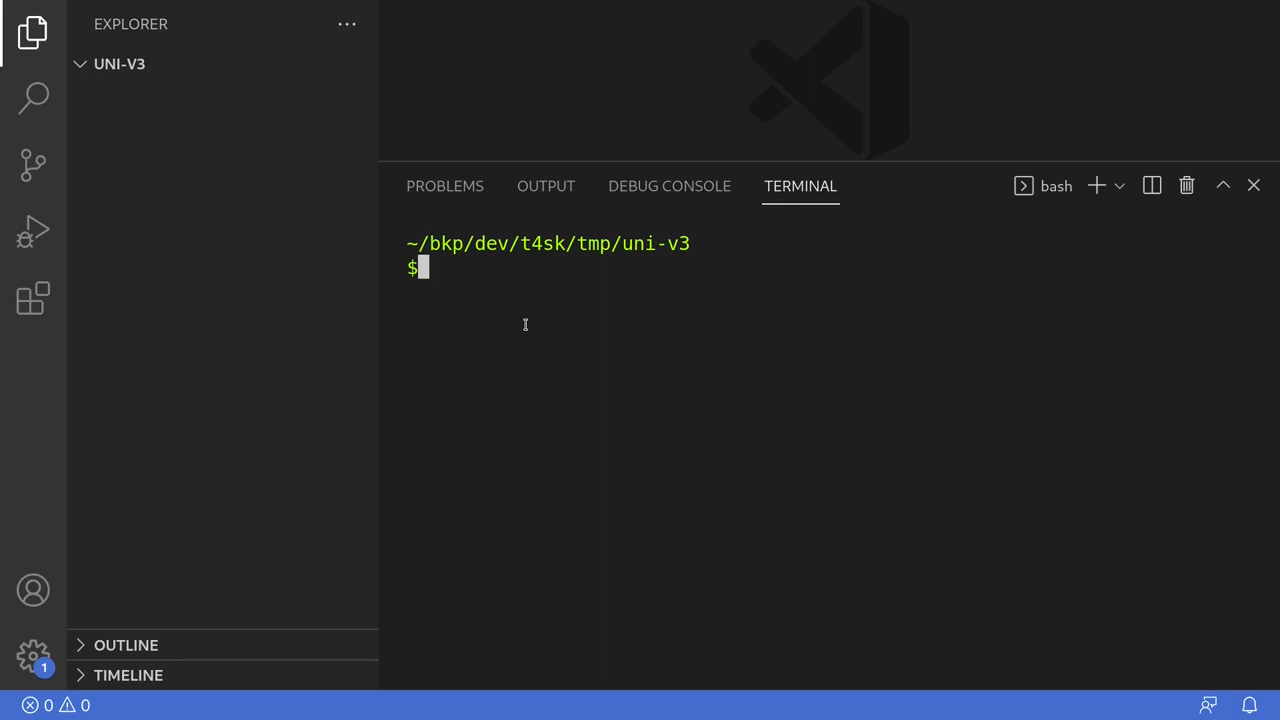 EXPLORER
UNI-V3
PROBLEMS OUTPUT DEBUG CONSOLE TERMINAL bash
~/bkp/dev/t4sk/tmp/uni-v3
$
OUTLINE
TIMELINE
1
0 0